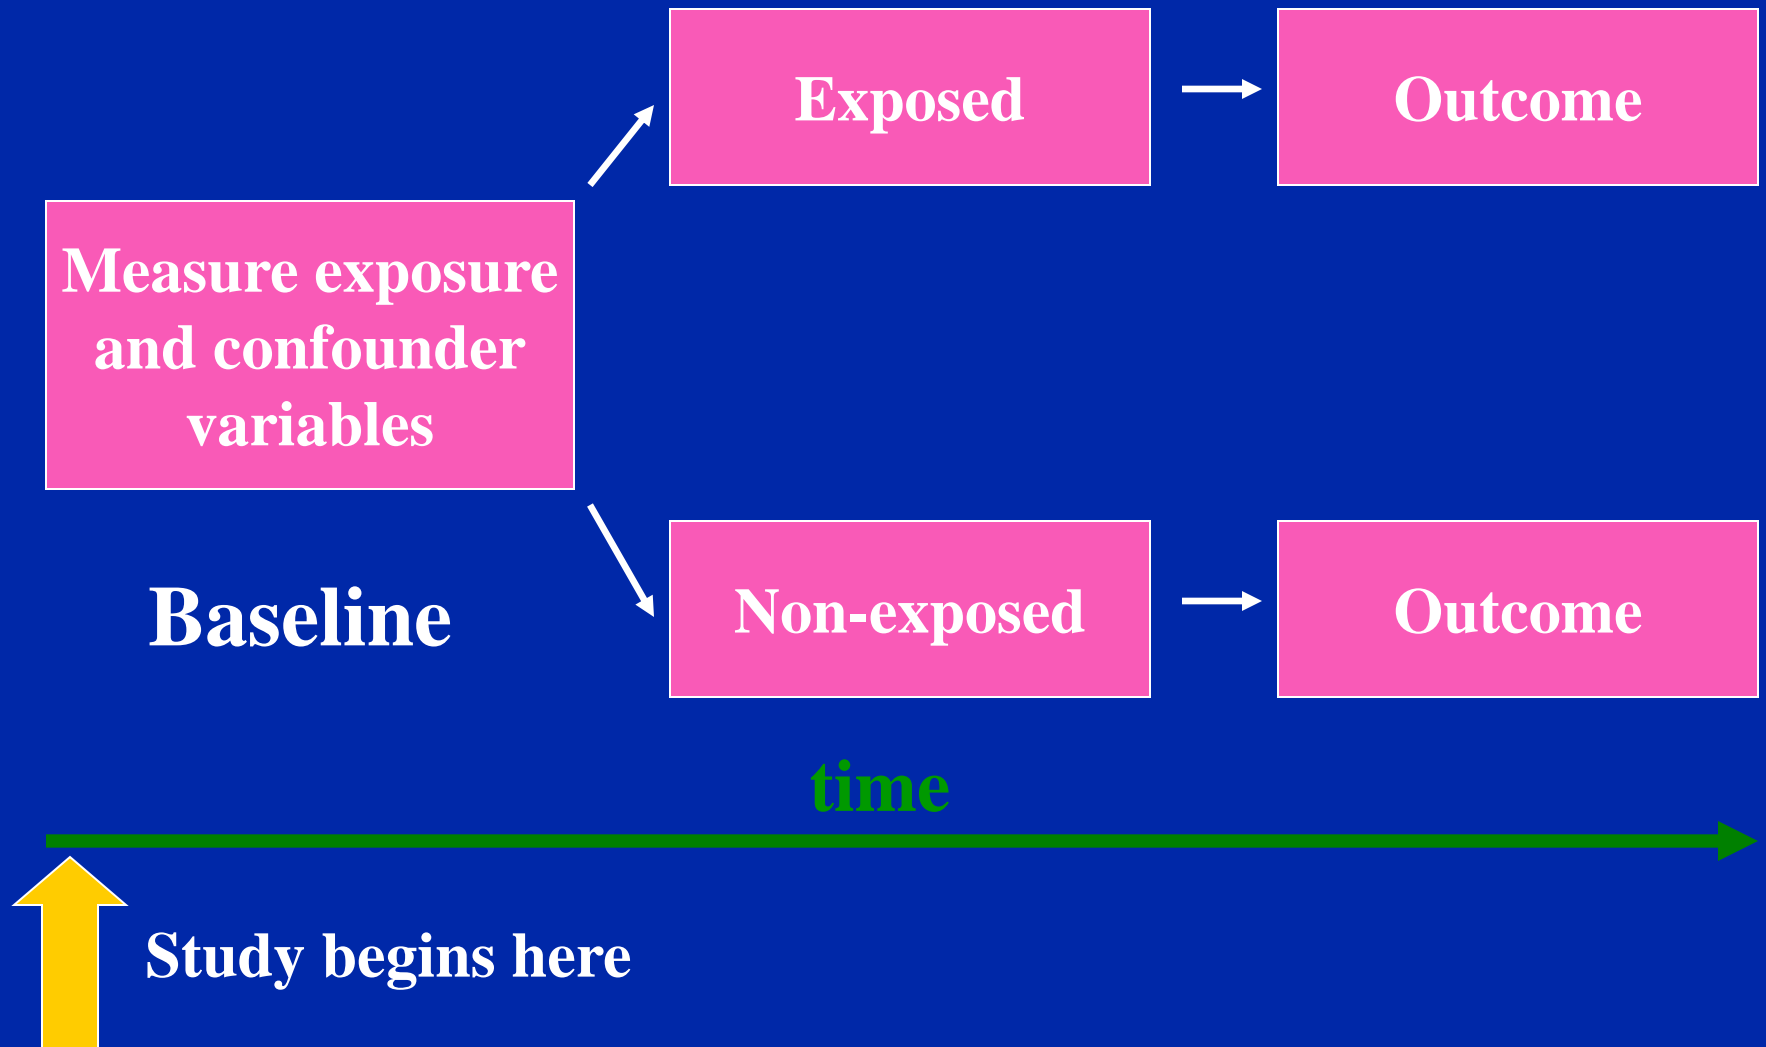 Exposed
Outcome
Measure exposure
and confounder
variables
Baseline
Non-exposed
Outcome
time
Study begins here